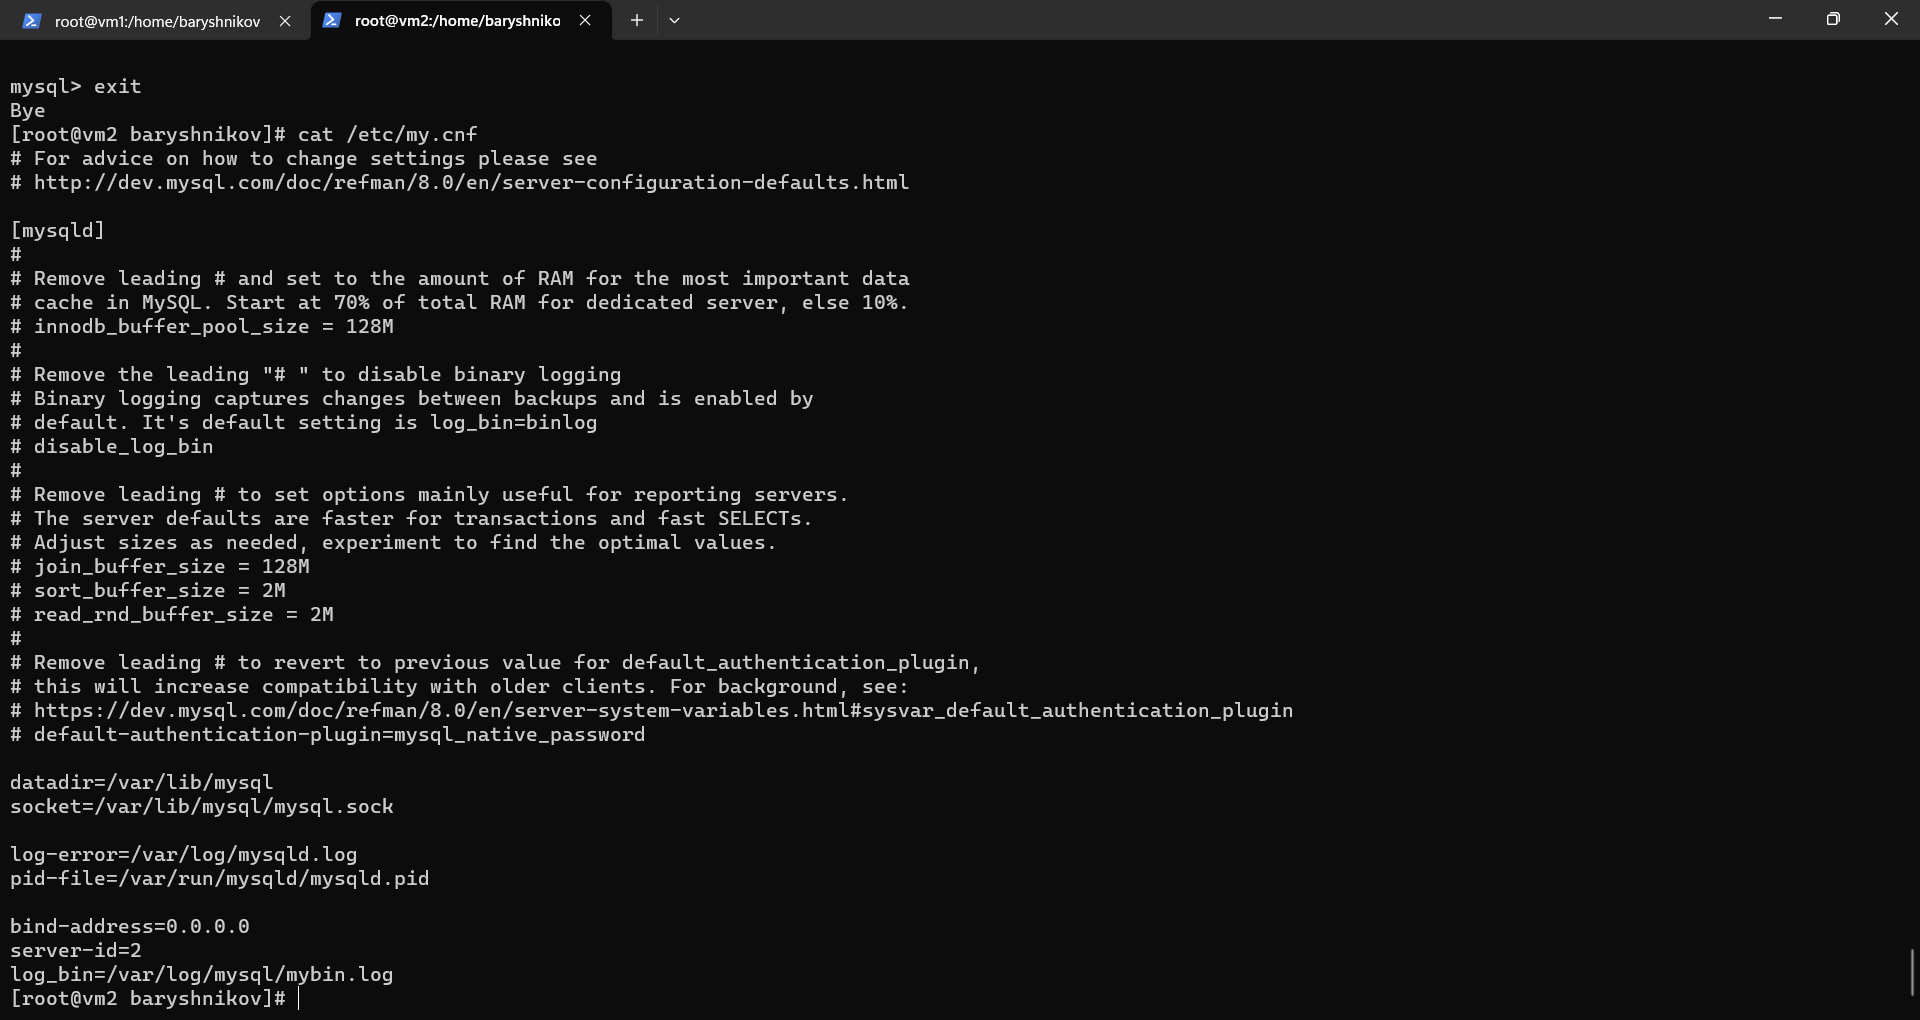 root@vm1:/home/baryshnikov
root@vm2:/home/baryshniko
mysql> exit
Bye
[root@vm2 baryshnikov]# cat /etc/my.cnf
# For advice on how to change settings please see
# http://dev.mysql.com/doc/refman/8.0/en/server-configuration-defaults.html
[mysqld]
#
# Remove leading # and set to the amount of RAM for the most important data
# cache in MySQL. Start at 70% of total RAM for dedicated server, else 10%.
# innodb_buffer_pool_size = 128M
#
# Remove the leading "# " to disable binary logging
# Binary logging captures changes between backups and is enabled by
# default. It's default setting is log_bin=binlog
# disable_log_bin
#
# Remove leading # to set options mainly useful for reporting servers.
# The server defaults are faster for transactions and fast SELECTs.
# Adjust sizes as needed, experiment to find the optimal values.
# join_buffer_size = 128M
# sort_buffer_size = 2M
# read_rnd_buffer_size = 2M
#
# Remove leading # to revert to previous value for default_authentication_plugin,
# this will increase compatibility with older clients. For background, see:
# https://dev.mysql.com/doc/refman/8.0/en/server-system-variables.html#sysvar_default_authentication_plugin
# default-authentication-plugin=mysql_native_password
datadir=/var/lib/mysql
socket=/var/lib/mysql/mysql.sock
log-error=/var/log/mysqld.log
pid-file=/var/run/mysqld/mysqld.pid
bind-address=0.0.0.0
server-id=2
log_bin=/var/log/mysql/mybin.log
[root@vm2 baryshnikov]#